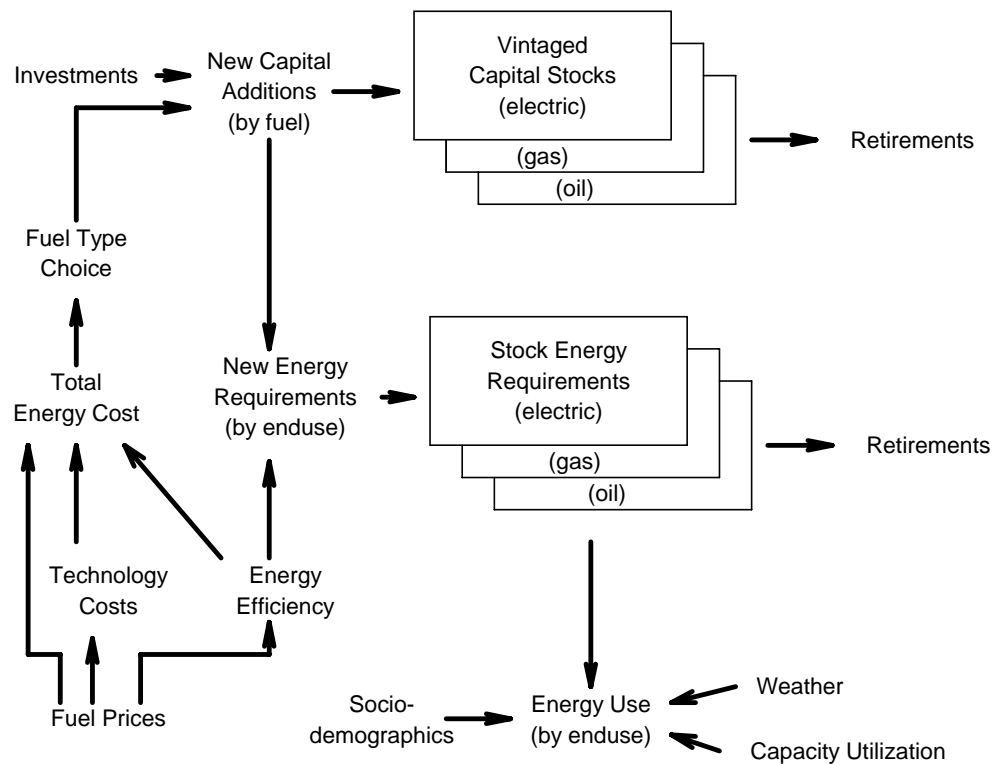 Investments
New Capital
Additions
(by fuel)
Vintaged
Capital Stocks
(electric)
(gas)
(oil)
Retirements
Fuel Type
Choice
Total
Energy Cost
New Energy
Requirements
(by enduse)
Stock Energy
Requirements
(electric)
(gas)
(oil)
Retirements
Technology
Costs
Energy
Efficiency
Fuel Prices
Socio-
demographics
Energy Use
(by enduse)
Weather
Capacity Utilization